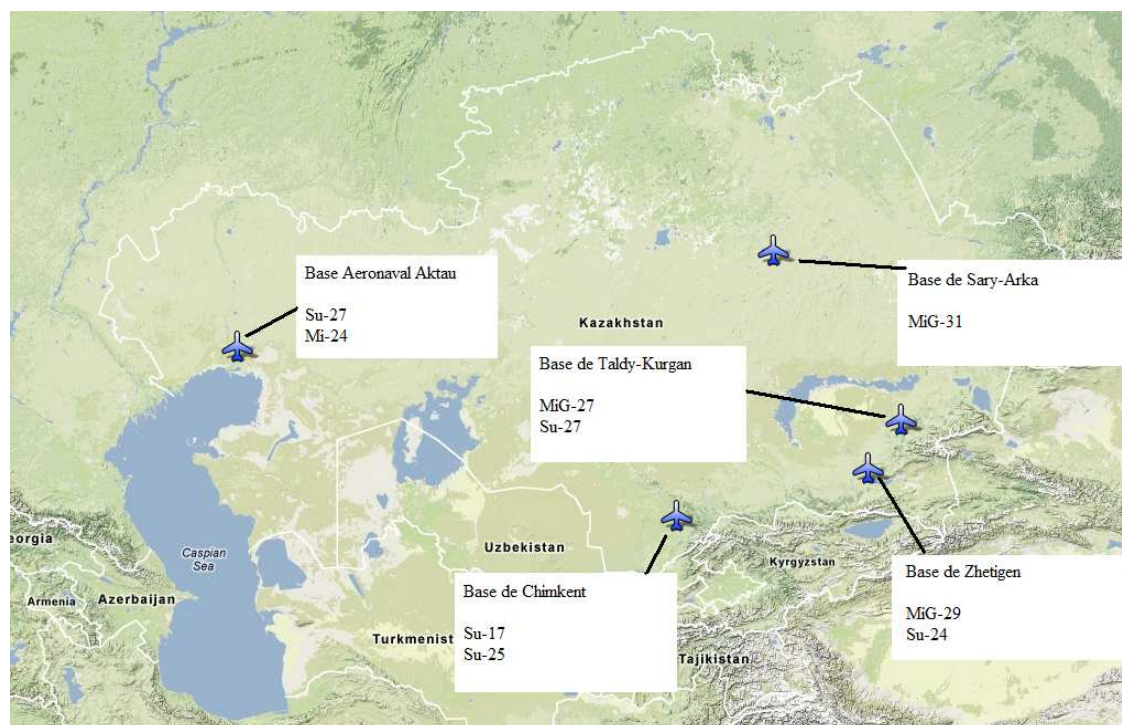 Base Aeronaval Aktau
Su-27
Mi-24
Base de Sary-Arka
MiG-31
Kazakhstan
Base de Taldy-Kurgan
MiG-27
Su-27
Uzbekistan
Caspian
Sea
eorgia
Armenia
Azerbaijan
Kyrgyzstan
Base de Chimkent
Su-17
Su-25
Base de Zhetigen
MiG-29
Su-24
Turkmenist
Tajikistan